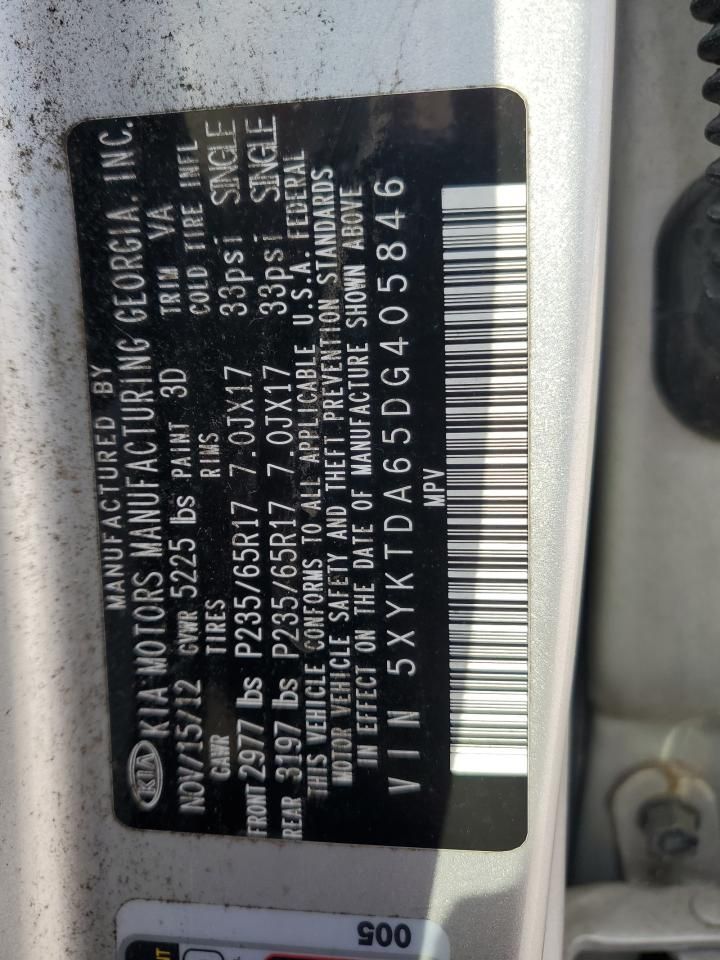 MANUFACTURED BY
KIA KIA MOTORS MANUFACTURING GEORGIA, INC.
NOV/15/12 GVWR 5225 lbs PAINT 3D TRIM VA
GAWR TIRES RIMS COLD TIRE INFL
FRONT 2977 lbs P235/65R17 7.0JX17 33psi SINGLE
REAR 3197 lbs P235/65R17 7.0JX17 33psi SINGLE
THIS VEHICLE CONFORMS TO ALL APPLICABLE U.S.A. FEDERAL
MOTOR VEHICLE SAFETY AND THEFT PREVENTION STANDARDS
IN EFFECT ON THE DATE OF MANUFACTURE SHOWN ABOVE
VIN 5XYKTDA65DG405846
MPV
005